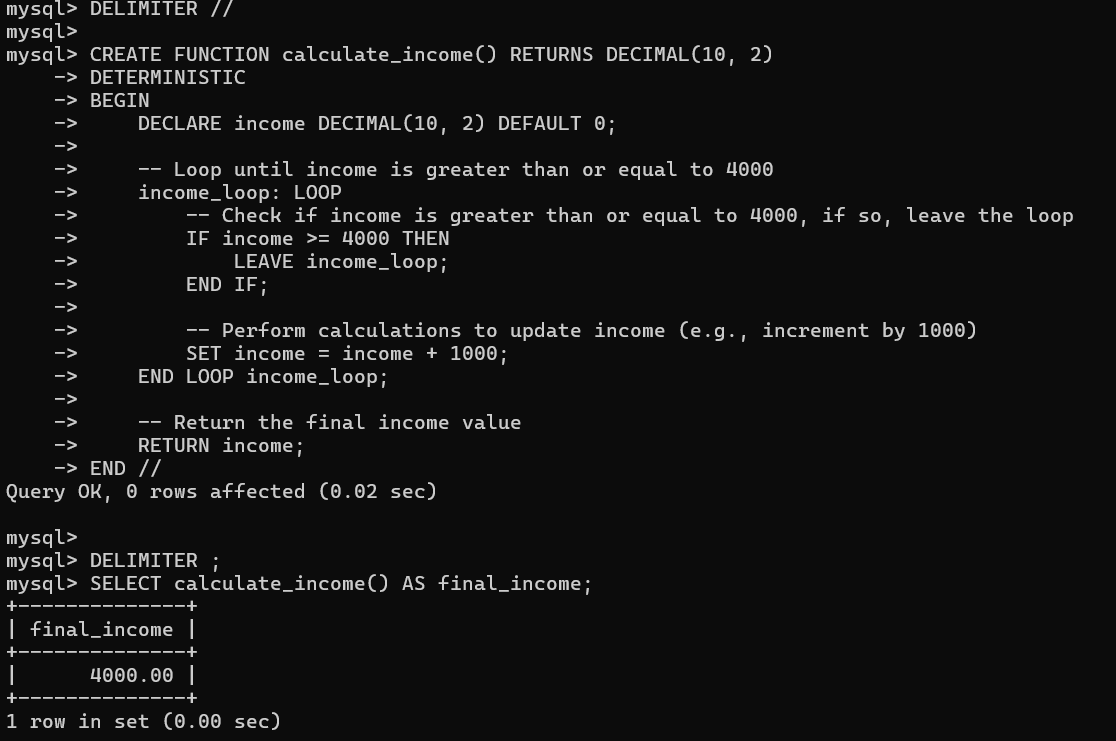 mysql> DELIMITER //
mysql>
mysql> CREATE FUNCTION calculate_income() RETURNS DECIMAL(10, 2)
    -> DETERMINISTIC
    -> BEGIN
    ->     DECLARE income DECIMAL(10, 2) DEFAULT 0;
    ->
    ->     -- Loop until income is greater than or equal to 4000
    ->     income_loop: LOOP
    ->         -- Check if income is greater than or equal to 4000, if so, leave the loop
    ->         IF income >= 4000 THEN
    ->             LEAVE income_loop;
    ->         END IF;
    ->
    ->         -- Perform calculations to update income (e.g., increment by 1000)
    ->         SET income = income + 1000;
    ->     END LOOP income_loop;
    ->
    ->     -- Return the final income value
    ->     RETURN income;
    -> END //
Query OK, 0 rows affected (0.02 sec)

mysql>
mysql> DELIMITER ;
mysql> SELECT calculate_income() AS final_income;
+--------------+
| final_income |
+--------------+
|      4000.00 |
+--------------+
1 row in set (0.00 sec)